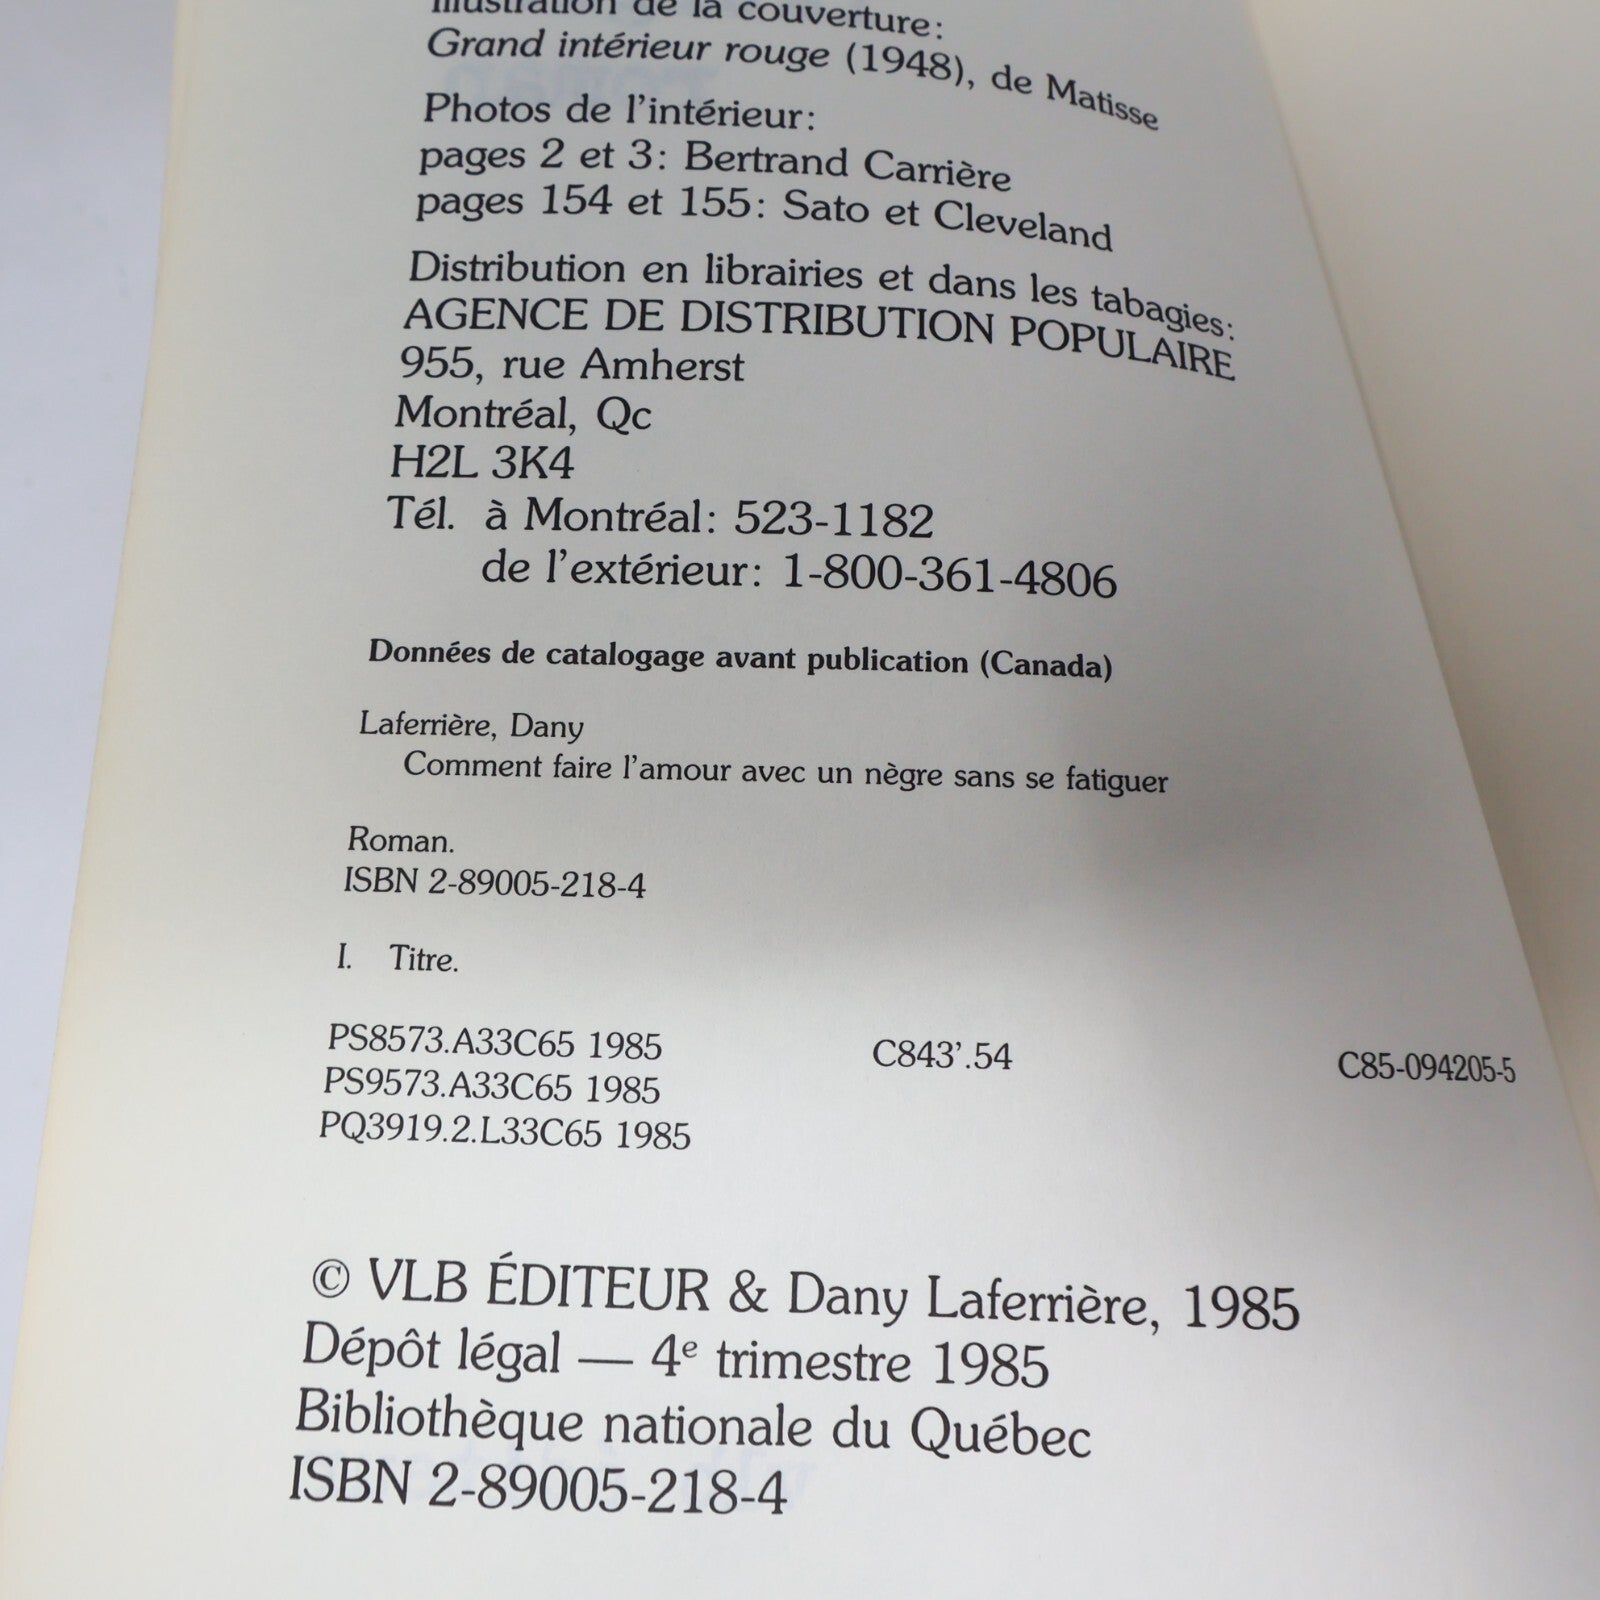 Illustration de la couverture:
Grand intérieur rouge (1948), de Matisse
Photos de l'intérieur:
pages 2 et 3: Bertrand Carrière
pages 154 et 155: Sato et Cleveland
Distribution en librairies et dans les tabagies:
AGENCE DE DISTRIBUTION POPULAIRE
955, rue Amherst
Montréal, Qc
H2L 3K4
Tél. à Montréal: 523-1182
de l'extérieur: 1-800-361-4806
Données de catalogage avant publication (Canada)
Laferrière, Dany
Comment faire l'amour avec un nègre sans se fatiguer
Roman.
ISBN 2-89005-218-4
I. Titre.
PS8573.A33C65 1985 C843'.54 C85-094205-5
PS9573.A33C65 1985
PQ3919.2.L33C65 1985
© VLB ÉDITEUR & Dany Laferrière, 1985
Dépôt légal — 4e trimestre 1985
Bibliothèque nationale du Québec
ISBN 2-89005-218-4